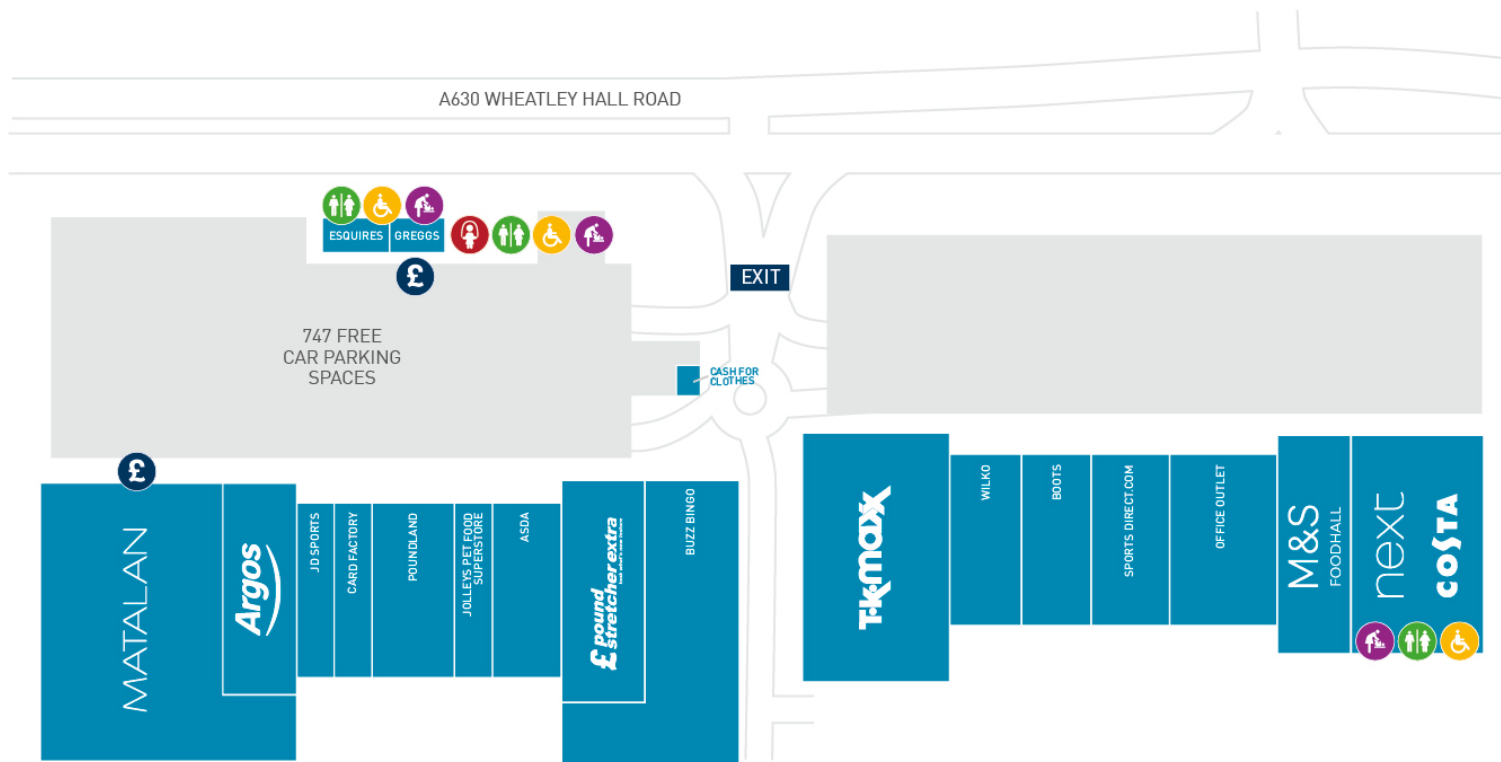 A630 WHEATLEY HALL ROAD
ESQUIRES
GREGGS
£
EXIT
747 FREE
CAR PARKING
SPACES
CASH FOR
CLOTHES
£
MATALAN
Argos
JD SPORTS
CARD FACTORY
POUNDLAND
JOLLEYS PET FOOD
SUPERSTORE
ASDA
£ pound
stretcher extra
BUZZ BINGO
T·K·maxx
WILKO
BOOTS
SPORTS DIRECT.COM
OFFICE OUTLET
M&S
FOODHALL
next
COSTA